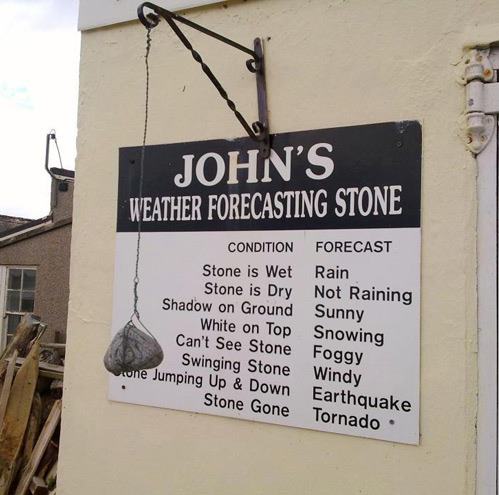 JOHN'S
WEATHER FORECASTING STONE
CONDITION FORECAST
Stone is Wet Rain
Stone is Dry Not Raining
Shadow on Ground Sunny
White on Top Snowing
Can't See Stone Foggy
Swinging Stone Windy
Stone Jumping Up & Down Earthquake
Stone Gone Tornado